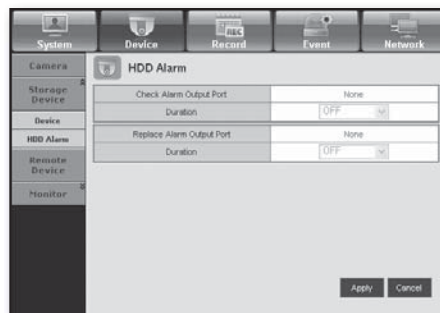 REC
System
Device
Record
Event
Network
Camera
Storage
Device
Device
HDD Alarm
Remote
Device
Monitor
HDD Alarm
Check Alarm Output Port
None
Duration
OFF
Replace Alarm Output Port
None
Duration
OFF
Apply
Cancel